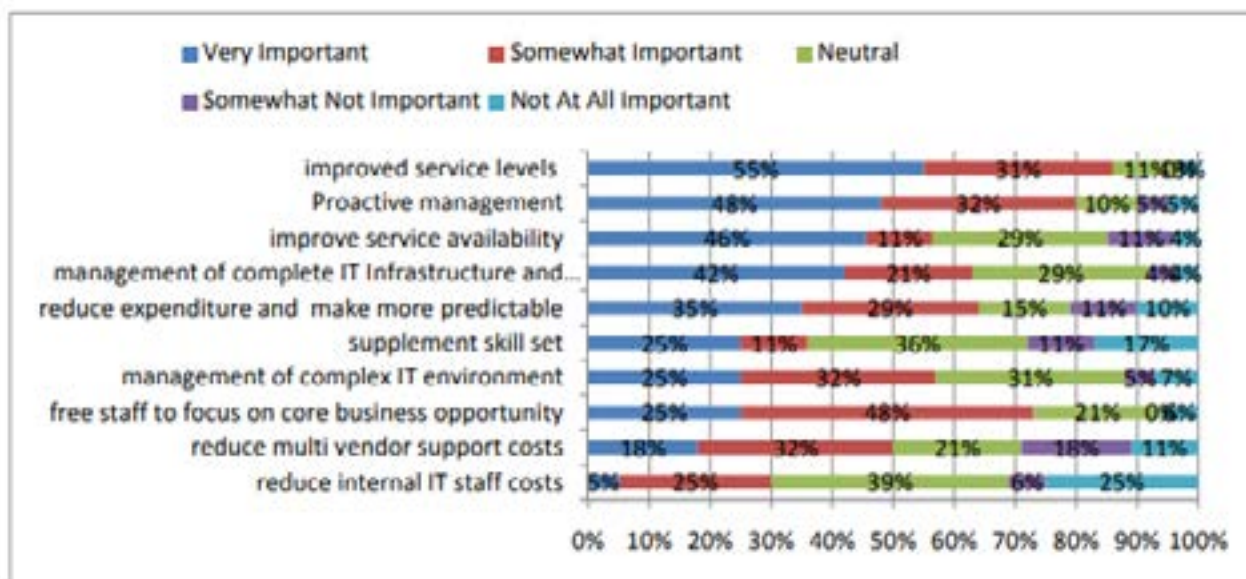 Very Important Somewhat Important Neutral
Somewhat Not Important Not At All Important
improved service levels 55% 31% 11% 3%
Proactive management 48% 32% 10% 5% 5%
improve service availability 46% 11% 29% 11% 4%
management of complete IT Infrastructure and... 42% 21% 29% 4% 4%
reduce expenditure and make more predictable 35% 29% 15% 11% 10%
supplement skill set 25% 11% 36% 11% 17%
management of complex IT environment 25% 32% 31% 5% 7%
free staff to focus on core business opportunity 25% 48% 21% 0% 6%
reduce multi vendor support costs 18% 32% 21% 18% 11%
reduce internal IT staff costs 5% 25% 39% 6% 25%
0% 10% 20% 30% 40% 50% 60% 70% 80% 90% 100%